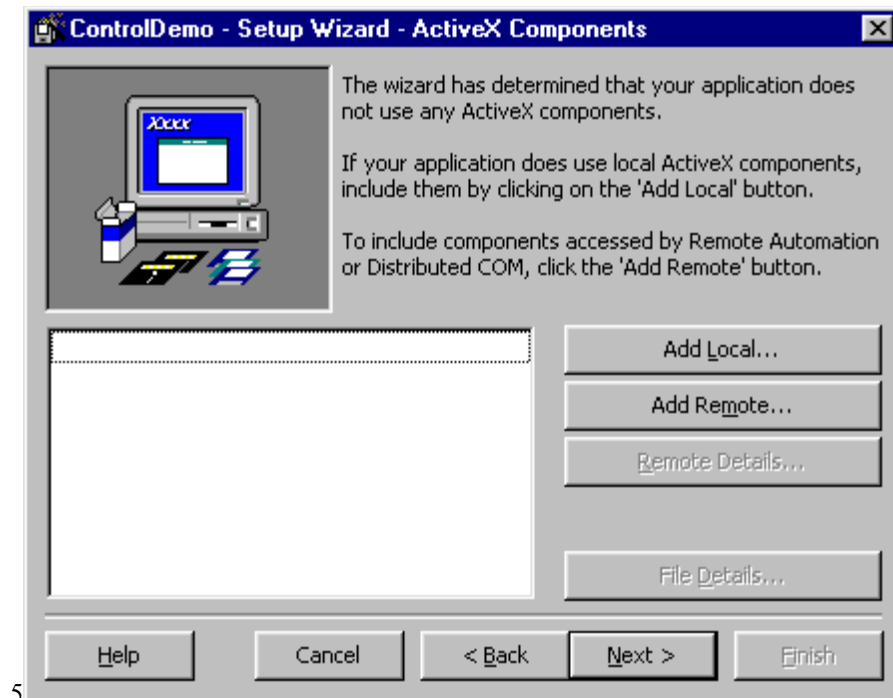 ControlDemo - Setup Wizard - ActiveX Components
Xxxx
The wizard has determined that your application does
not use any ActiveX components.
If your application does use local ActiveX components,
include them by clicking on the 'Add Local' button.
To include components accessed by Remote Automation
or Distributed COM, click the 'Add Remote' button.
Add Local...
Add Remote...
Remote Details...
File Details...
Help
Cancel
< Back
Next >
Finish
5